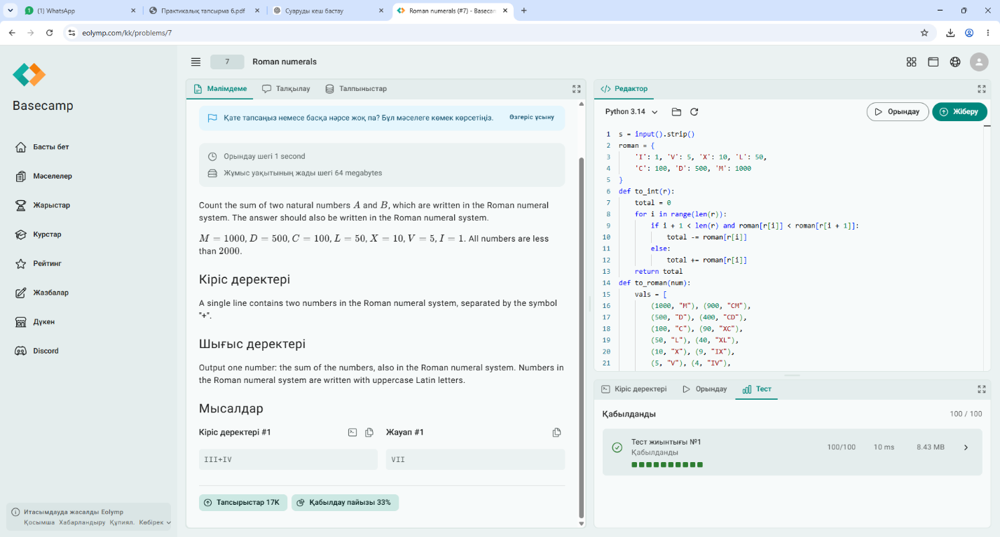 (1) WhatsApp
Практикалық тапсырма 6.pdf
Суаруды кеш бастау
Roman numerals (#7) - Basecam
eolymp.com/kk/problems/7
Basecamp
Басты бет
Мәселелер
Жарыстар
Курстар
Рейтинг
Жазбалар
Дүкен
Discord
Итасымдауда жасалды Eolymp
Қосымша Хабарландыру Құпиял. Көбірек
7
Roman numerals
Мәлімдеме
Талқылау
Талпыныстар
Қате тапсаңыз немесе басқа нәрсе жоқ па? Бұл мәселеге көмек көрсетіңіз.
Өзгеріс ұсыну
Орындау шегі 1 second
Жұмыс уақытының жады шегі 64 megabytes
Count the sum of two natural numbers A and B, which are written in the Roman numeral
system. The answer should also be written in the Roman numeral system.
M = 1000, D = 500, C = 100, L = 50, X = 10, V = 5, I = 1. All numbers are less
than 2000.
Кіріс деректері
A single line contains two numbers in the Roman numeral system, separated by the symbol
"+".
Шығыс деректері
Output One number: the sum of the numbers, also in the Roman numeral system. Numbers in
the Roman numeral system are written with uppercase Latin letters.
Мысалдар
Кіріс деректері #1
Жауап #1
III+IV
VII
Тапсырыстар 17K
Қабылдау пайызы 33%
Редактор
Python 3.14
Орындау
Жіберу
1 s = input().strip()
2 roman = {
3 'I': 1, 'V': 5, 'X': 10, 'L': 50,
4 'C': 100, 'D': 500, 'M': 1000
5 }
6 def to_int(r):
7 total = 0
8 for i in range(len(r)):
9 if i + 1 < len(r) and roman[r[i]] < roman[r[i + 1]]:
10 total -= roman[r[i]]
11 else:
12 total += roman[r[i]]
13 return total
14 def to_roman(num):
15 vals = [
16 (1000, "M"), (900, "CM"),
17 (500, "D"), (400, "CD"),
18 (100, "C"), (90, "XC"),
19 (50, "L"), (40, "XL"),
20 (10, "X"), (9, "IX"),
21 (5, "V"), (4, "IV"),
Кіріс деректері
Орындау
Тест
Қабылданды
100 / 100
Тест жиынтығы №1
Қабылданды
100/100
10 ms
8.43 MB